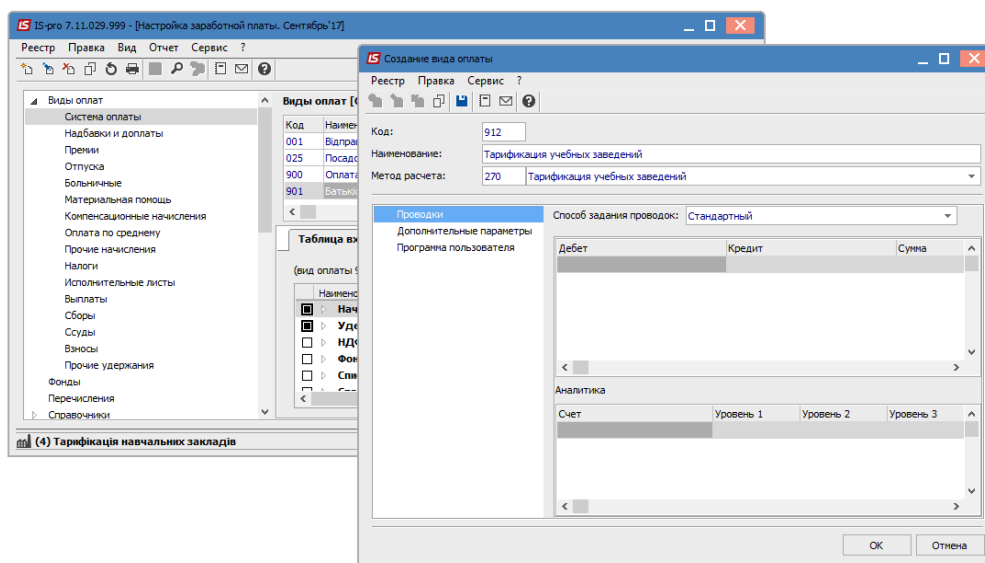 IS-pro 7.11.029.999 - [Настройка заработной платы. Сентябрь'17]
Реестр Правка Вид Отчет Сервис ?
Виды оплат
Система оплаты
Надбавки и доплаты
Премии
Отпуска
Больничные
Материальная помощь
Компенсационные начисления
Оплата по среднему
Прочие начисления
Налоги
Исполнительные листы
Выплаты
Сборы
Ссуды
Взносы
Прочие удержания
Фонды
Перечисления
Справочники
Виды оплат
Код
001
025
900 Оплата
901
Таблица
(вид оплаты
(4) Тарифікація навчальних закладів
Создание вида оплаты
Реестр Правка Сервис ?
Код: 912
Наименование: Тарификация учебных заведений
Метод расчета: 270 Тарификация учебных заведений
Проводки
Дополнительные параметры
Программа пользователя
Способ задания проводок: Стандартный
Дебет Кредит Сумма
Аналитика
Счет Уровень 1 Уровень 2 Уровень 3
OK Отмена